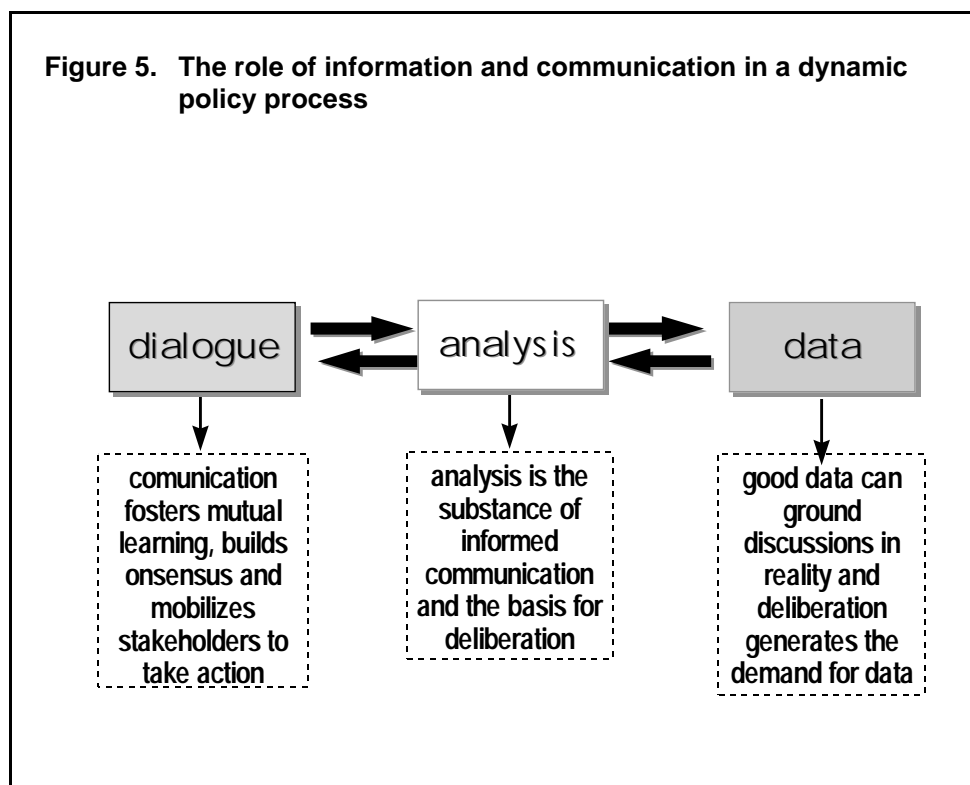 Figure 5. The role of information and communication in a dynamic
policy process
dialogue
analysis
data
comunication
fosters mutual
learning, builds
onsensus and
mobilizes
stakeholders to
take action
analysis is the
substance of
informed
communication
and the basis for
deliberation
good data can
ground
discussions in
reality and
deliberation
generates the
demand for data